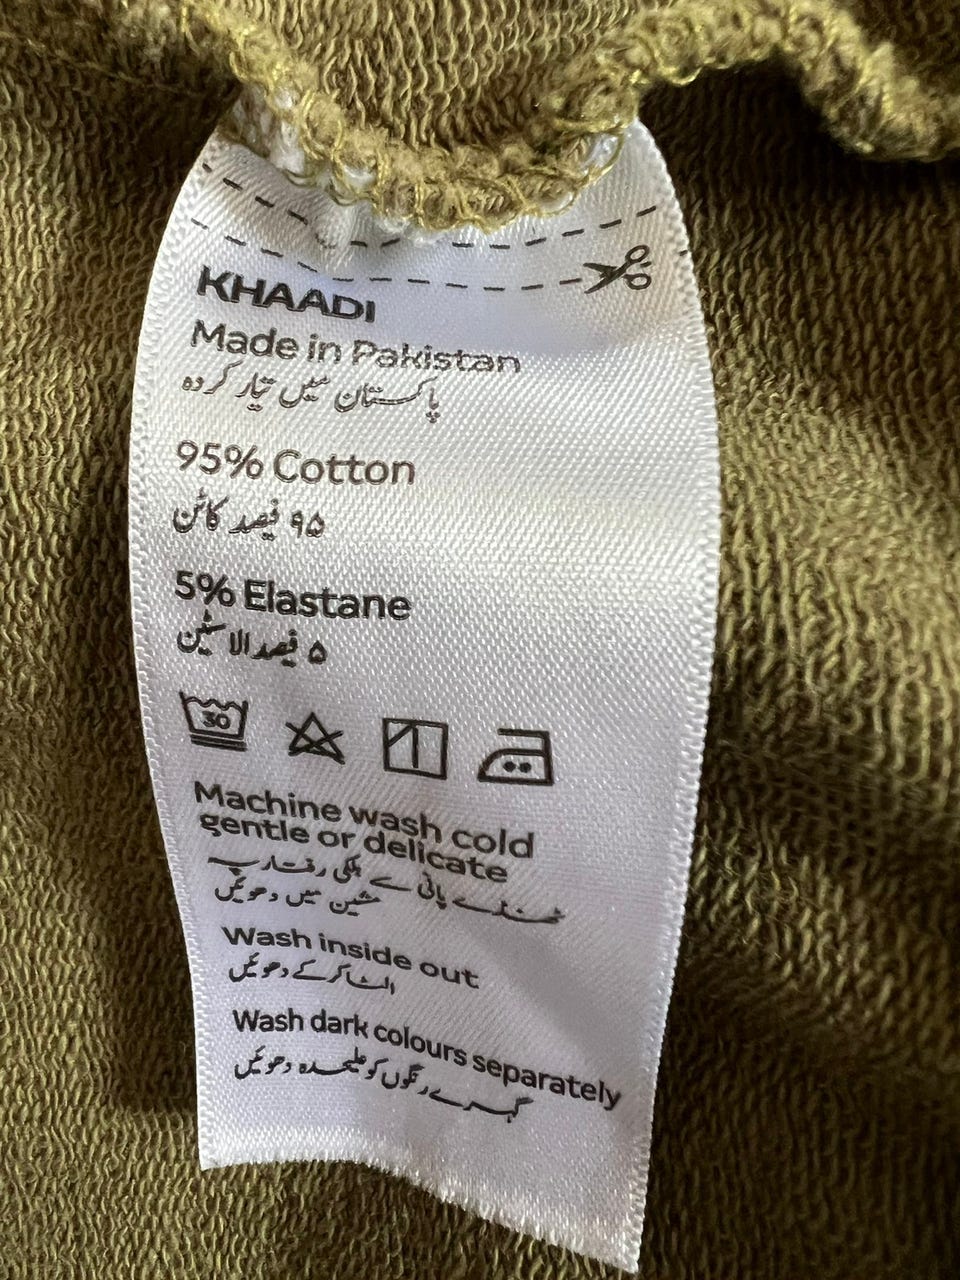 KHAADI
Made in Pakistan
پاکستان میں تیار کردہ
95% Cotton
۹۵ فیصد کاٹن
5% Elastane
۵ فیصد الاسٹین
30
Machine wash cold
gentle or delicate
ٹھنڈے پانی سے ہلکی رفتار پہ
مشین میں دھوئیں
Wash inside out
الٹا کرکے دھوئیں
Wash dark colours separately
گہرے رنگوں کو علیحدہ دھوئیں